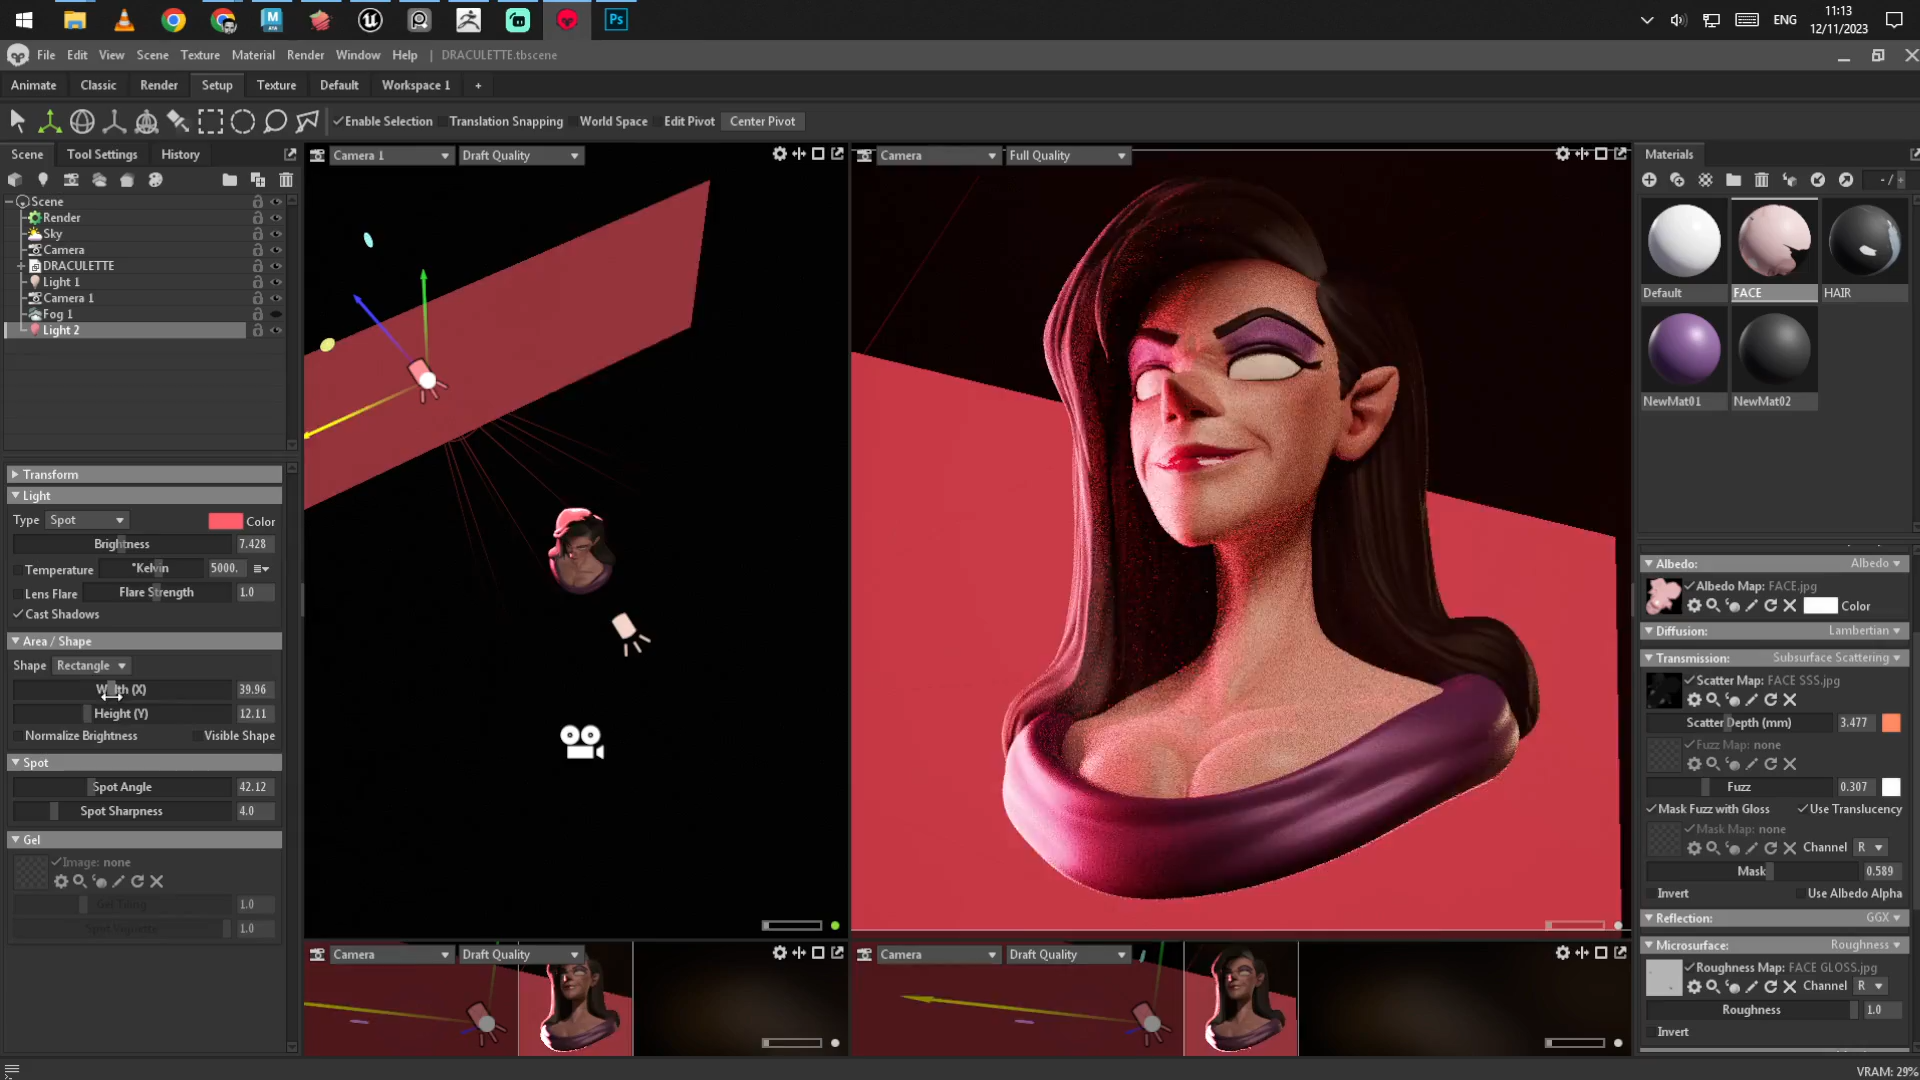 Ps
ENG
11:13
12/11/2023
File Edit View Scene Texture Material Render Window Help | DRACULETTE.tbscene
Animate Classic Render Setup Texture Default Workspace 1 +
Enable Selection Translation Snapping World Space Edit Pivot Center Pivot
Scene Tool Settings History
Scene
Render
Sky
Camera
DRACULETTE
Light 1
Camera 1
Fog 1
Light 2
Transform
Light
Type Spot Color
Brightness 7.428
Temperature °Kelvin 5000.
Lens Flare Flare Strength 1.0
Cast Shadows
Area / Shape
Shape Rectangle
Width (X) 39.96
Height (Y) 12.11
Normalize Brightness Visible Shape
Spot
Spot Angle 42.12
Spot Sharpness 4.0
Gel
Image: none
Gel Tiling 1.0
Spot Vignette 1.0
Camera 1 Draft Quality
Camera Full Quality
Camera Draft Quality
Camera Draft Quality
Materials
- /
Default FACE HAIR
NewMat01 NewMat02
Albedo: Albedo
Albedo Map: FACE.jpg
Color
Diffusion: Lambertian
Transmission: Subsurface Scattering
Scatter Map: FACE SSS.jpg
Scatter Depth (mm) 3.477
Fuzz Map: none
Fuzz 0.307
Mask Fuzz with Gloss Use Translucency
Mask Map: none
Channel R
Mask 0.589
Invert Use Albedo Alpha
Reflection: GGX
Microsurface: Roughness
Roughness Map: FACE GLOSS.jpg
Channel R
Roughness 1.0
Invert
VRAM: 29%